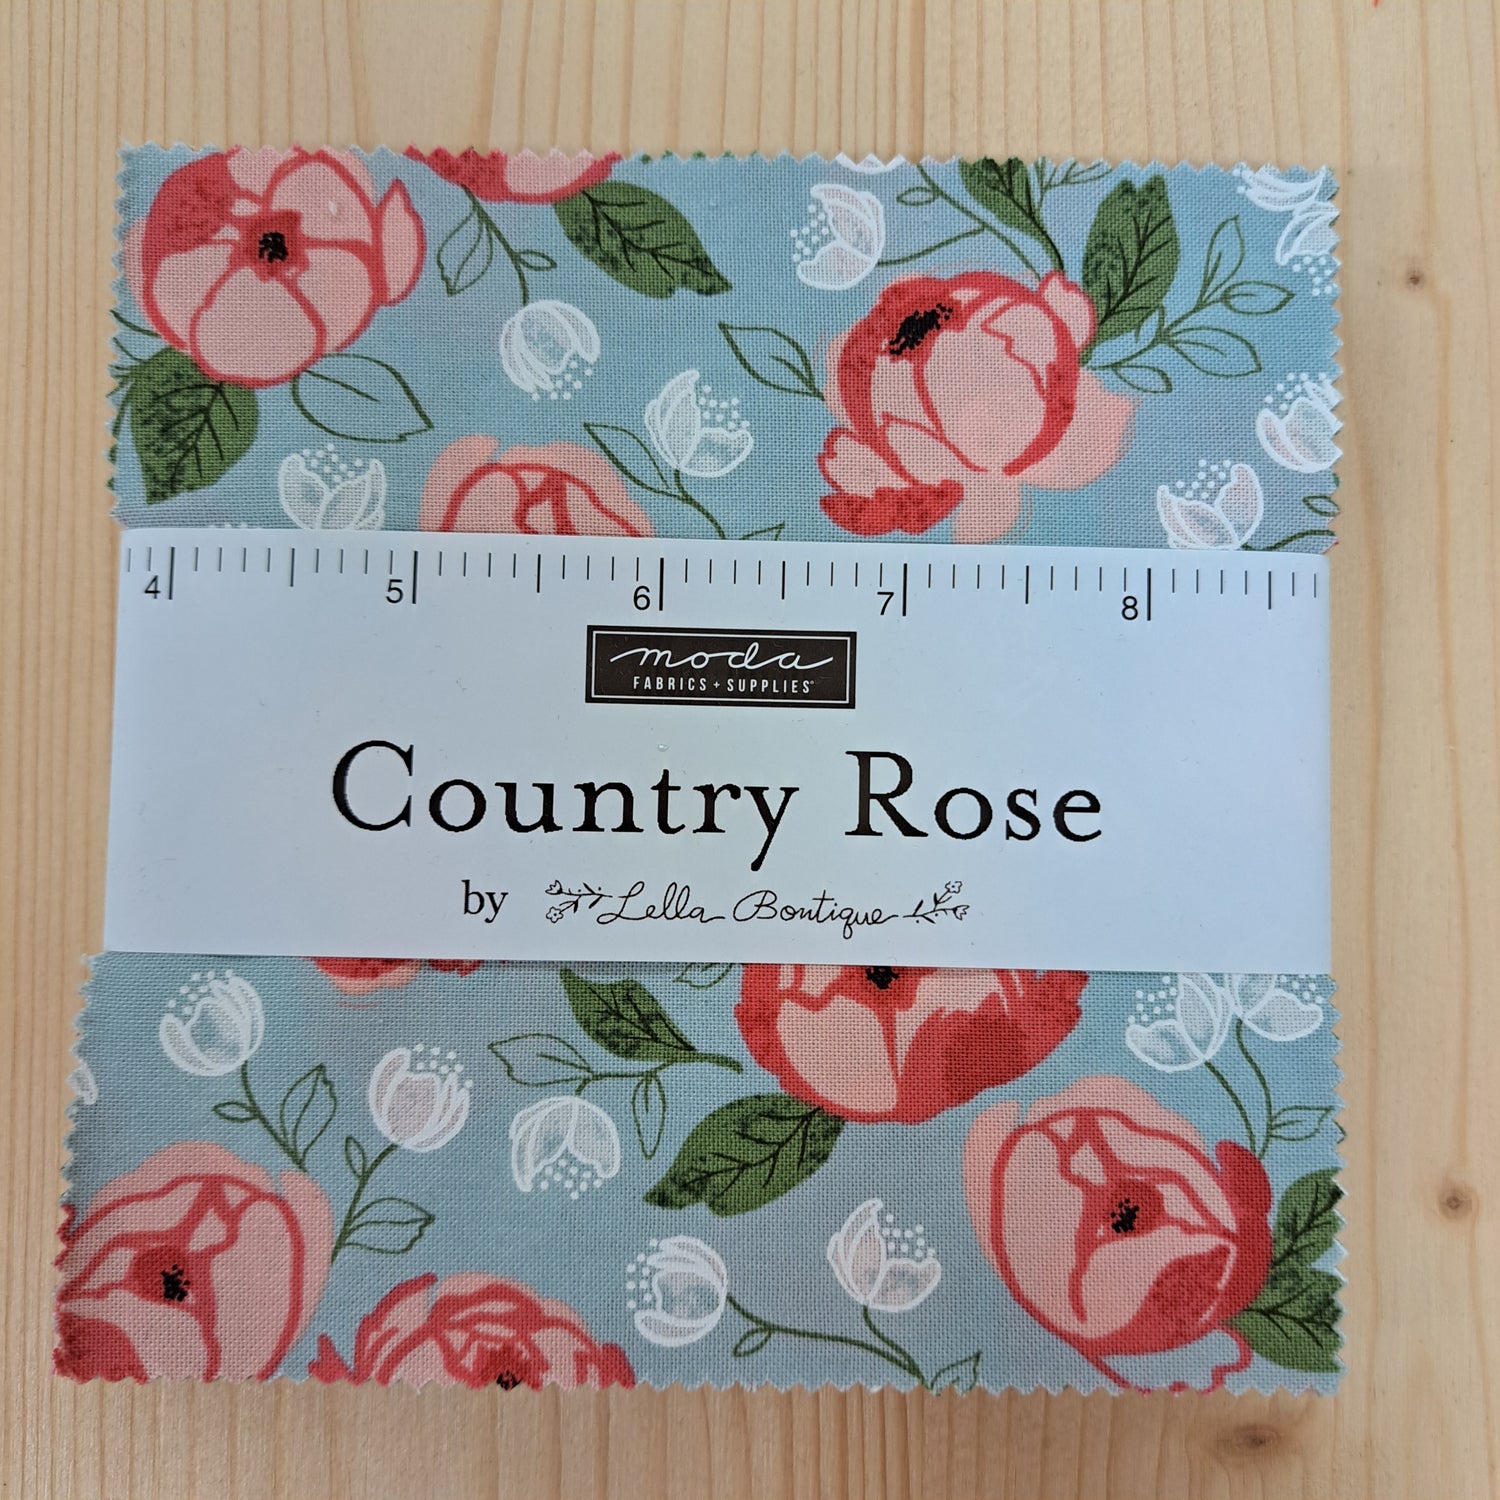 4 5 6 7 8
moda
FABRICS + SUPPLIES®
Country Rose
by Lella Boutique